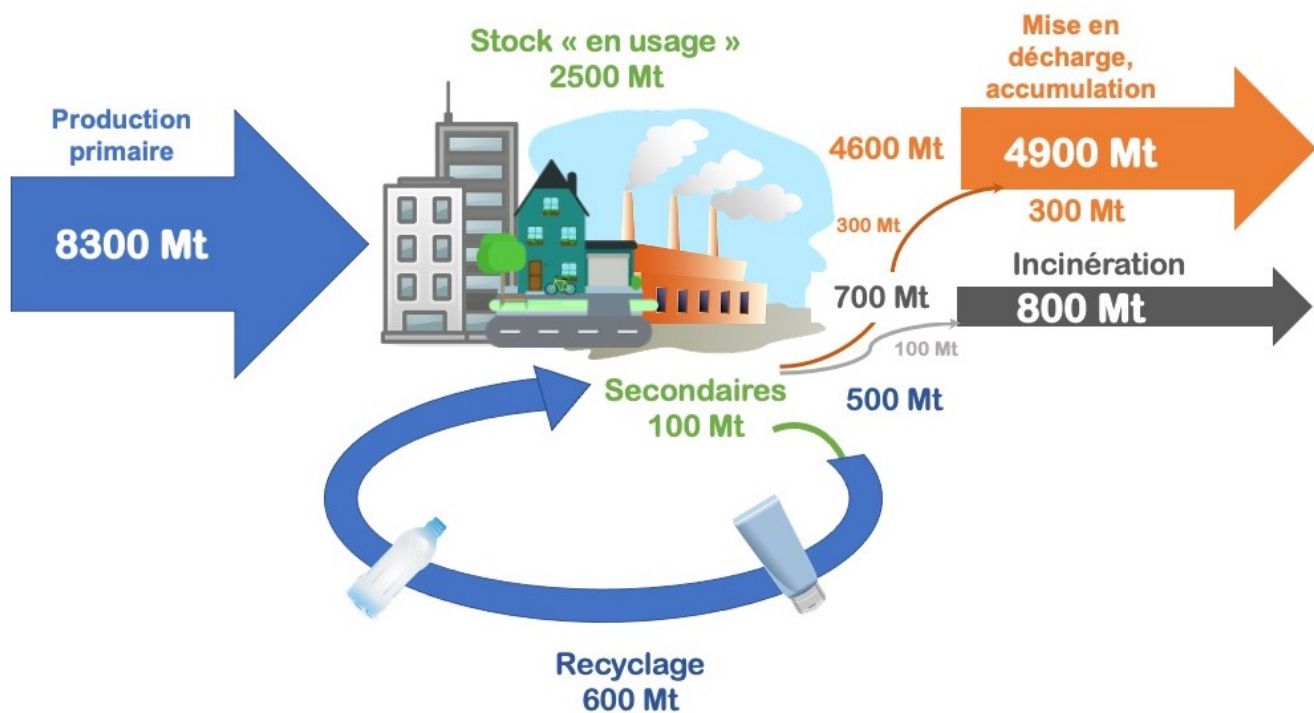 Stock « en usage »
2500 Mt
Mise en
décharge,
accumulation
Production
primaire
8300 Mt
4600 Mt
4900 Mt
300 Mt
300 Mt
Incinération
700 Mt
800 Mt
100 Mt
Secondaires
100 Mt
500 Mt
Recyclage
600 Mt